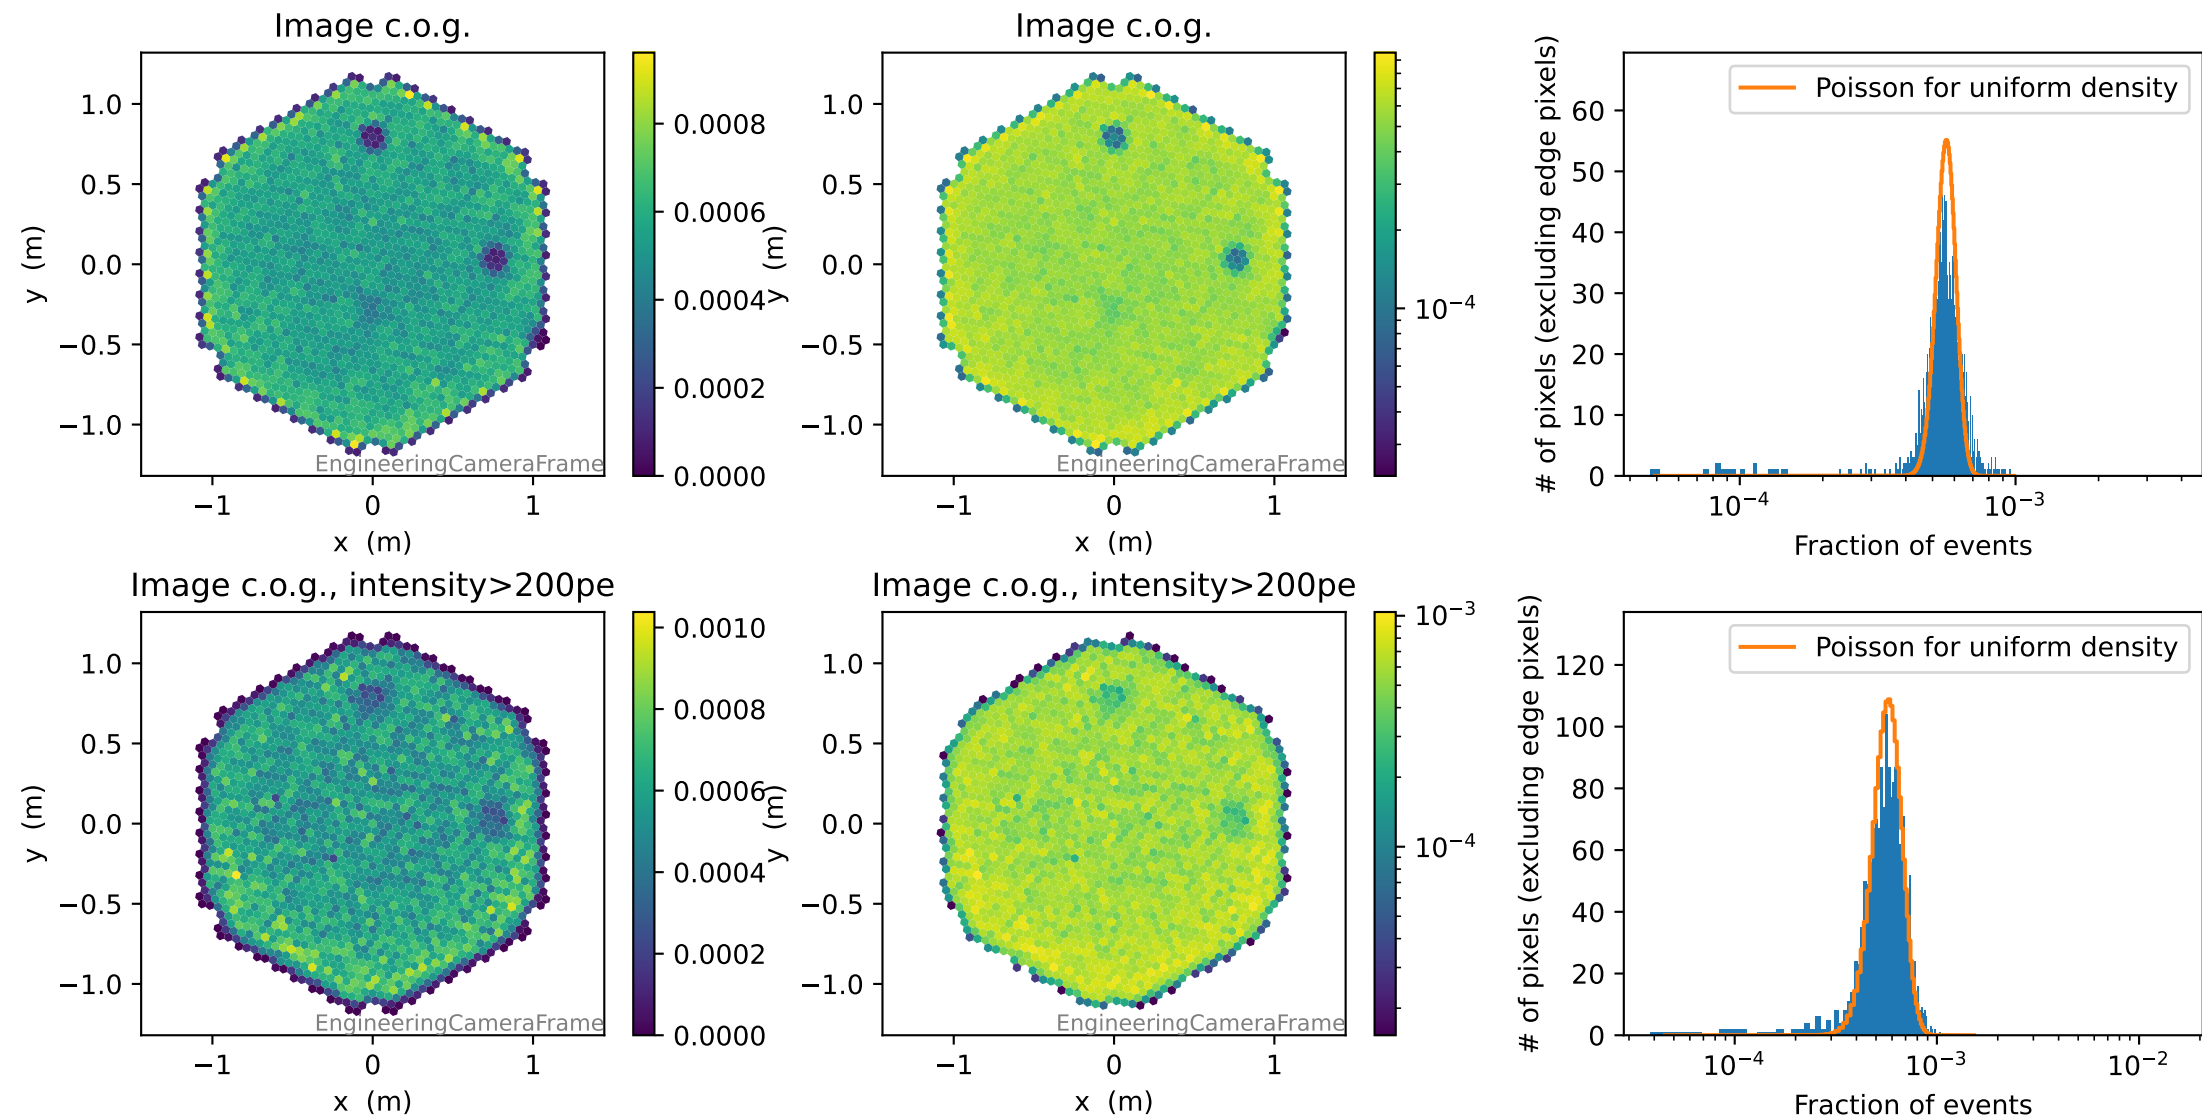 Image c.o.g.
1.0
0.5
0.0
−0.5
−1.0
y (m)
−1 0 1
x (m)
EngineeringCameraFrame
0.0008
0.0006
0.0004
0.0002
0.0000
Image c.o.g.
1.0
0.5
0.0
−0.5
−1.0
y (m)
−1 0 1
x (m)
EngineeringCameraFrame
10−4
# of pixels (excluding edge pixels)
60
50
40
30
20
10
0
Poisson for uniform density
10−4 10−3
Fraction of events
Image c.o.g., intensity>200pe
1.0
0.5
0.0
−0.5
−1.0
y (m)
−1 0 1
x (m)
EngineeringCameraFrame
0.0010
0.0008
0.0006
0.0004
0.0002
0.0000
Image c.o.g., intensity>200pe
1.0
0.5
0.0
−0.5
−1.0
y (m)
−1 0 1
x (m)
EngineeringCameraFrame
10−3
10−4
# of pixels (excluding edge pixels)
120
100
80
60
40
20
0
Poisson for uniform density
10−4 10−3 10−2
Fraction of events